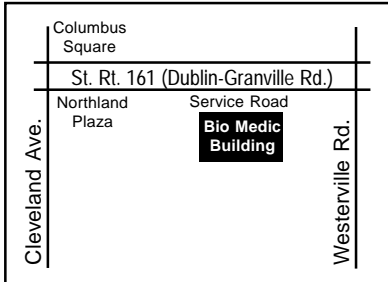 Columbus
Square
St. Rt. 161 (Dublin-Granville Rd.)
Northland
Plaza
Service Road
Bio Medic
Building
Cleveland Ave.
Westerville Rd.